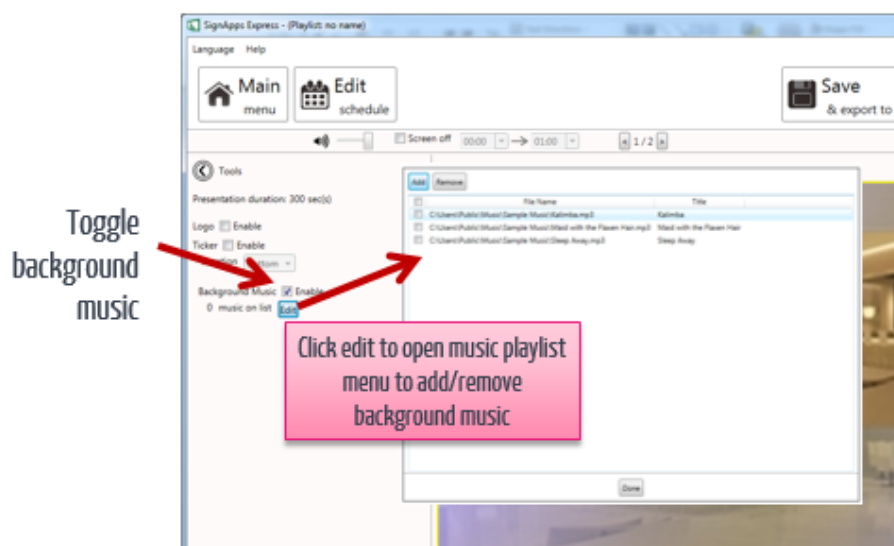 SignApps Express - (Playlist: no name)
Language Help
Main
menu
Edit
schedule
Save
& export to
Screen off 00:00 01:00 1 / 2
Tools
Presentation duration: 300 sec(s)
Logo Enable
Ticker Enable
Bottom
Background Music Enable
0 music on list Edit
Add Remove
File Name Title
C:\Users\Public\Music\Sample Music\Kalimba.mp3 Kalimba
C:\Users\Public\Music\Sample Music\Maid with the Flaxen Hair.mp3 Maid with the Flaxen Hair
C:\Users\Public\Music\Sample Music\Sleep Away.mp3 Sleep Away
Done
Toggle
background
music
Click edit to open music playlist
menu to add/remove
background music